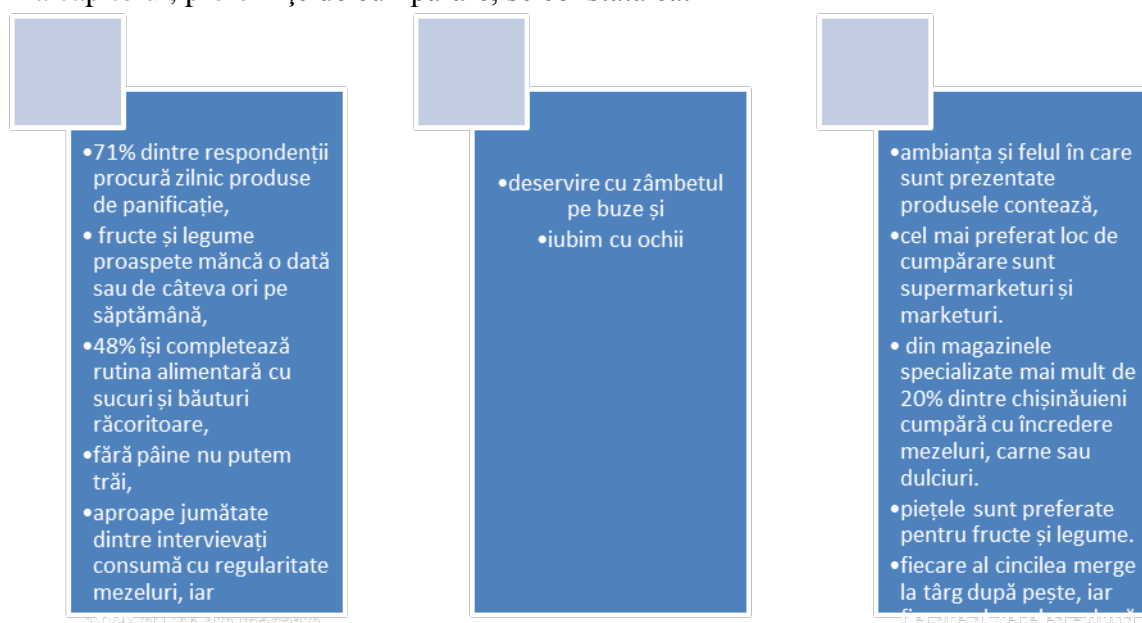 •71% dintre respondenții
procură zilnic produse
de panificație,
• fructe și legume
proaspete măncă o dată
sau de câteva ori pe
săptămână,
•48% își completează
rutina alimentară cu
sucuri și băuturi
răcoritoare,
•fără pâine nu putem
trăi,
•aproape jumătate
dintre intervievați
consumă cu regularitate
mezeluri, iar
•deservire cu zâmbetul
pe buze și
•iubim cu ochii
•ambianța și felul în care
sunt prezentate
produsele contează,
•cel mai preferat loc de
cumpărare sunt
supermarketuri și
marketuri.
• din magazinele
specializate mai mult de
20% dintre chișinăuieni
cumpără cu încredere
mezeluri, carne sau
dulciuri.
•piețele sunt preferate
pentru fructe și legume.
•fiecare al cincilea merge
la târg după pește, iar